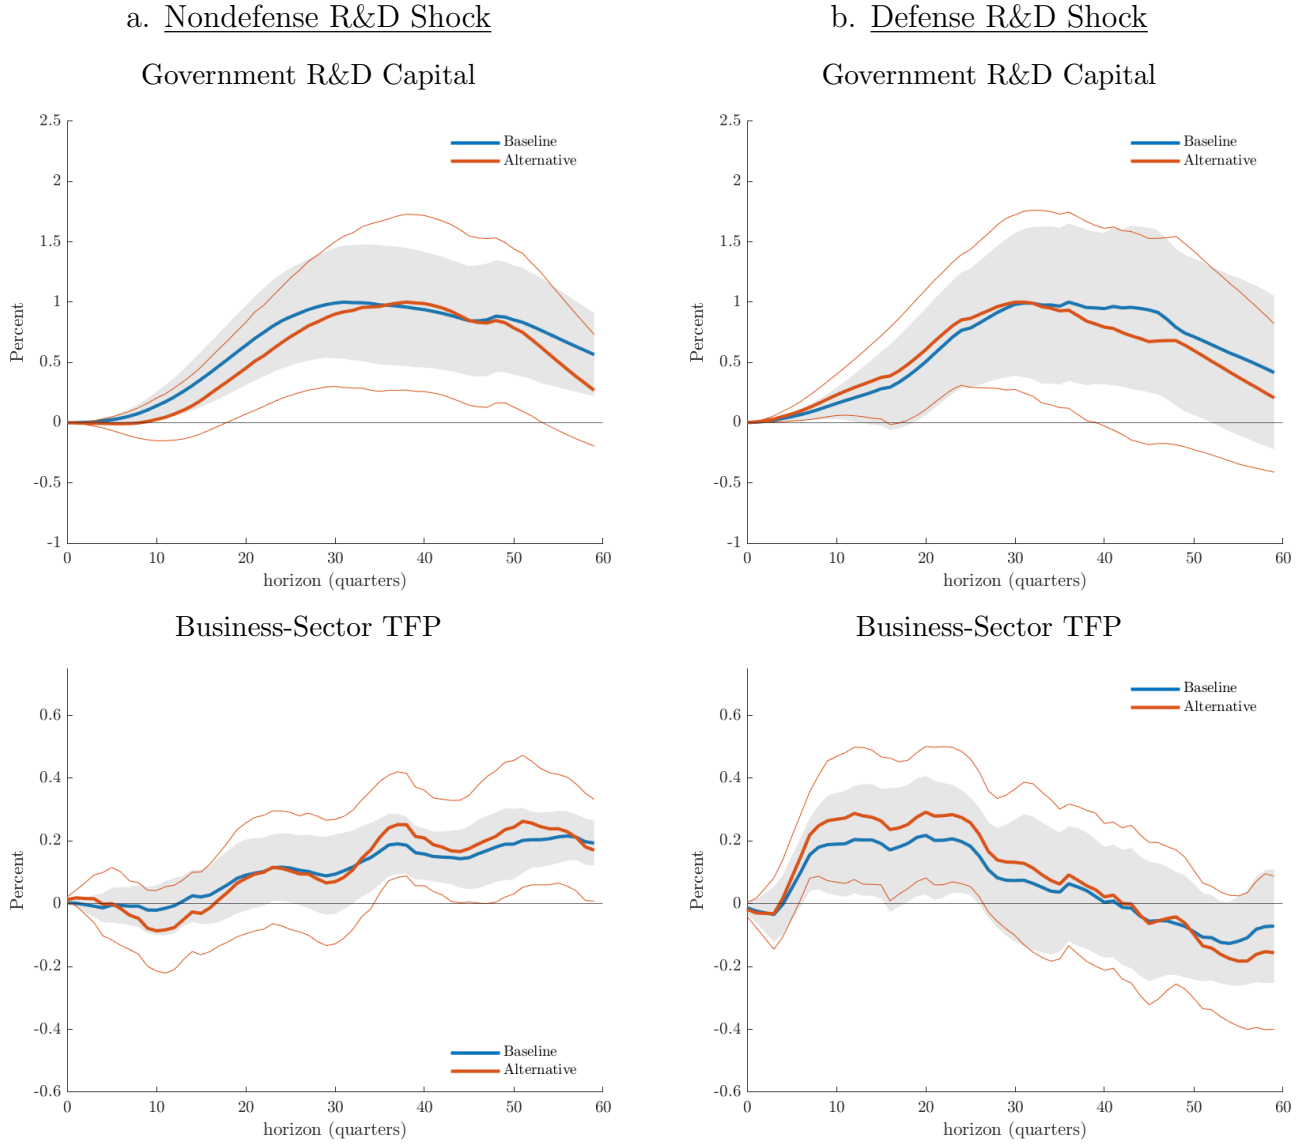 a. Nondefense R&D Shock
Government R&D Capital
2.5
2
1.5
1
0.5
0
-0.5
-1
Percent
Baseline
Alternative
0 10 20 30 40 50 60
horizon (quarters)
b. Defense R&D Shock
Government R&D Capital
2.5
2
1.5
1
0.5
0
-0.5
-1
Percent
Baseline
Alternative
0 10 20 30 40 50 60
horizon (quarters)
Business-Sector TFP
0.6
0.4
0.2
0
-0.2
-0.4
-0.6
Percent
Baseline
Alternative
0 10 20 30 40 50 60
horizon (quarters)
Business-Sector TFP
0.6
0.4
0.2
0
-0.2
-0.4
-0.6
Percent
Baseline
Alternative
0 10 20 30 40 50 60
horizon (quarters)